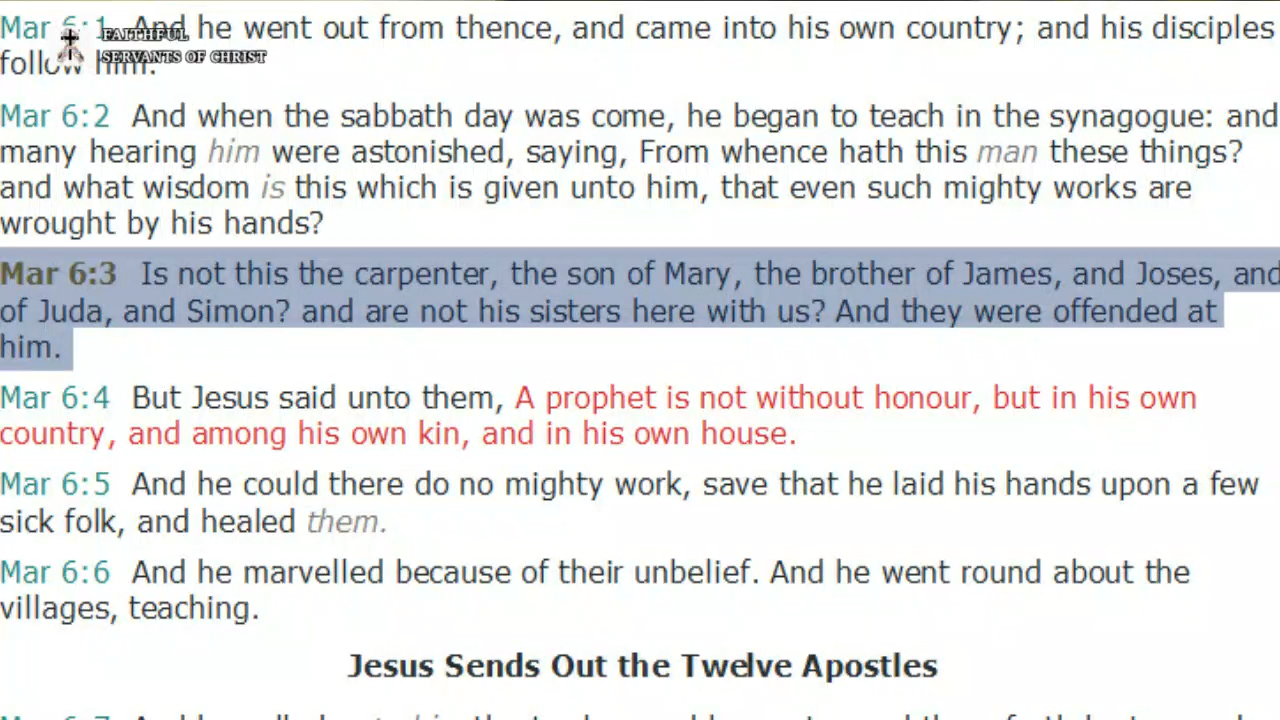 Mar 6:1 And he went out from thence, and came into his own country; and his disciples
follow him.
FAITHFUL
SERVANTS OF CHRIST
Mar 6:2 And when the sabbath day was come, he began to teach in the synagogue: and
many hearing him were astonished, saying, From whence hath this man these things?
and what wisdom is this which is given unto him, that even such mighty works are
wrought by his hands?
Mar 6:3 Is not this the carpenter, the son of Mary, the brother of James, and Joses, and
of Juda, and Simon? and are not his sisters here with us? And they were offended at
him.
Mar 6:4 But Jesus said unto them, A prophet is not without honour, but in his own
country, and among his own kin, and in his own house.
Mar 6:5 And he could there do no mighty work, save that he laid his hands upon a few
sick folk, and healed them.
Mar 6:6 And he marvelled because of their unbelief. And he went round about the
villages, teaching.
Jesus Sends Out the Twelve Apostles